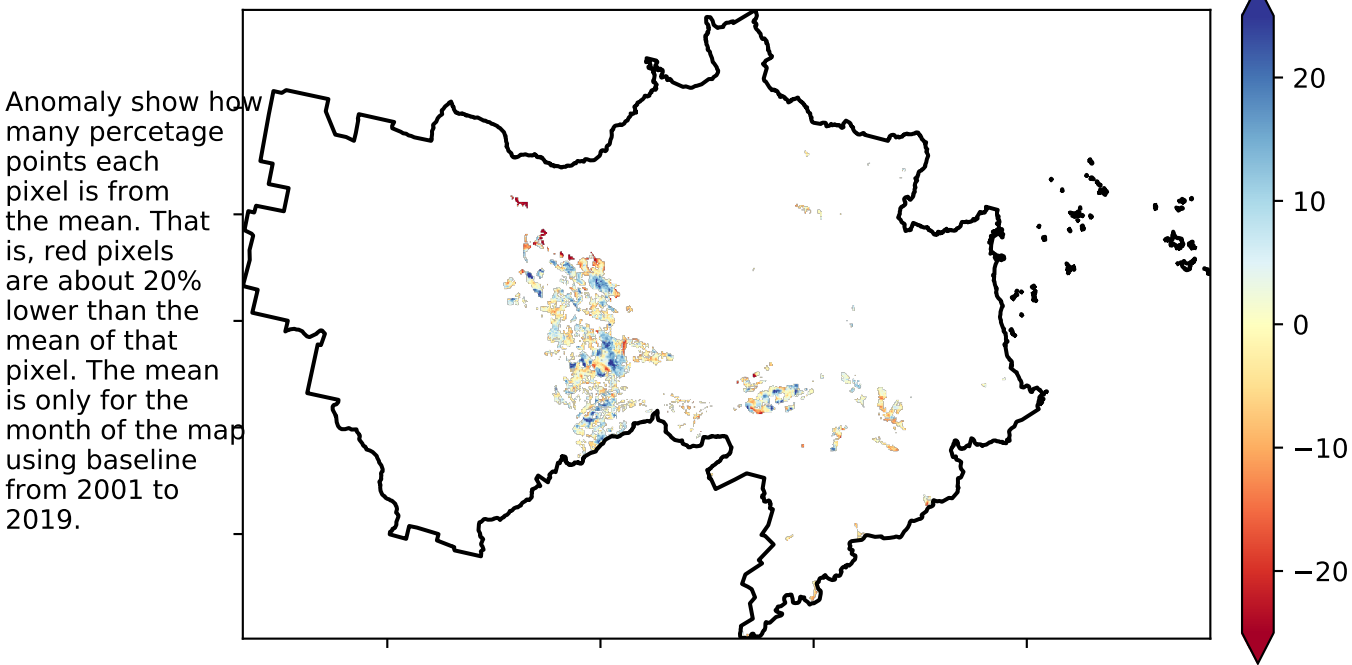 Anomaly show how
many percetage
points each
pixel is from
the mean. That
is, red pixels
are about 20%
lower than the
mean of that
pixel. The mean
is only for the
month of the map
using baseline
from 2001 to
2019.
20
10
0
−10
−20